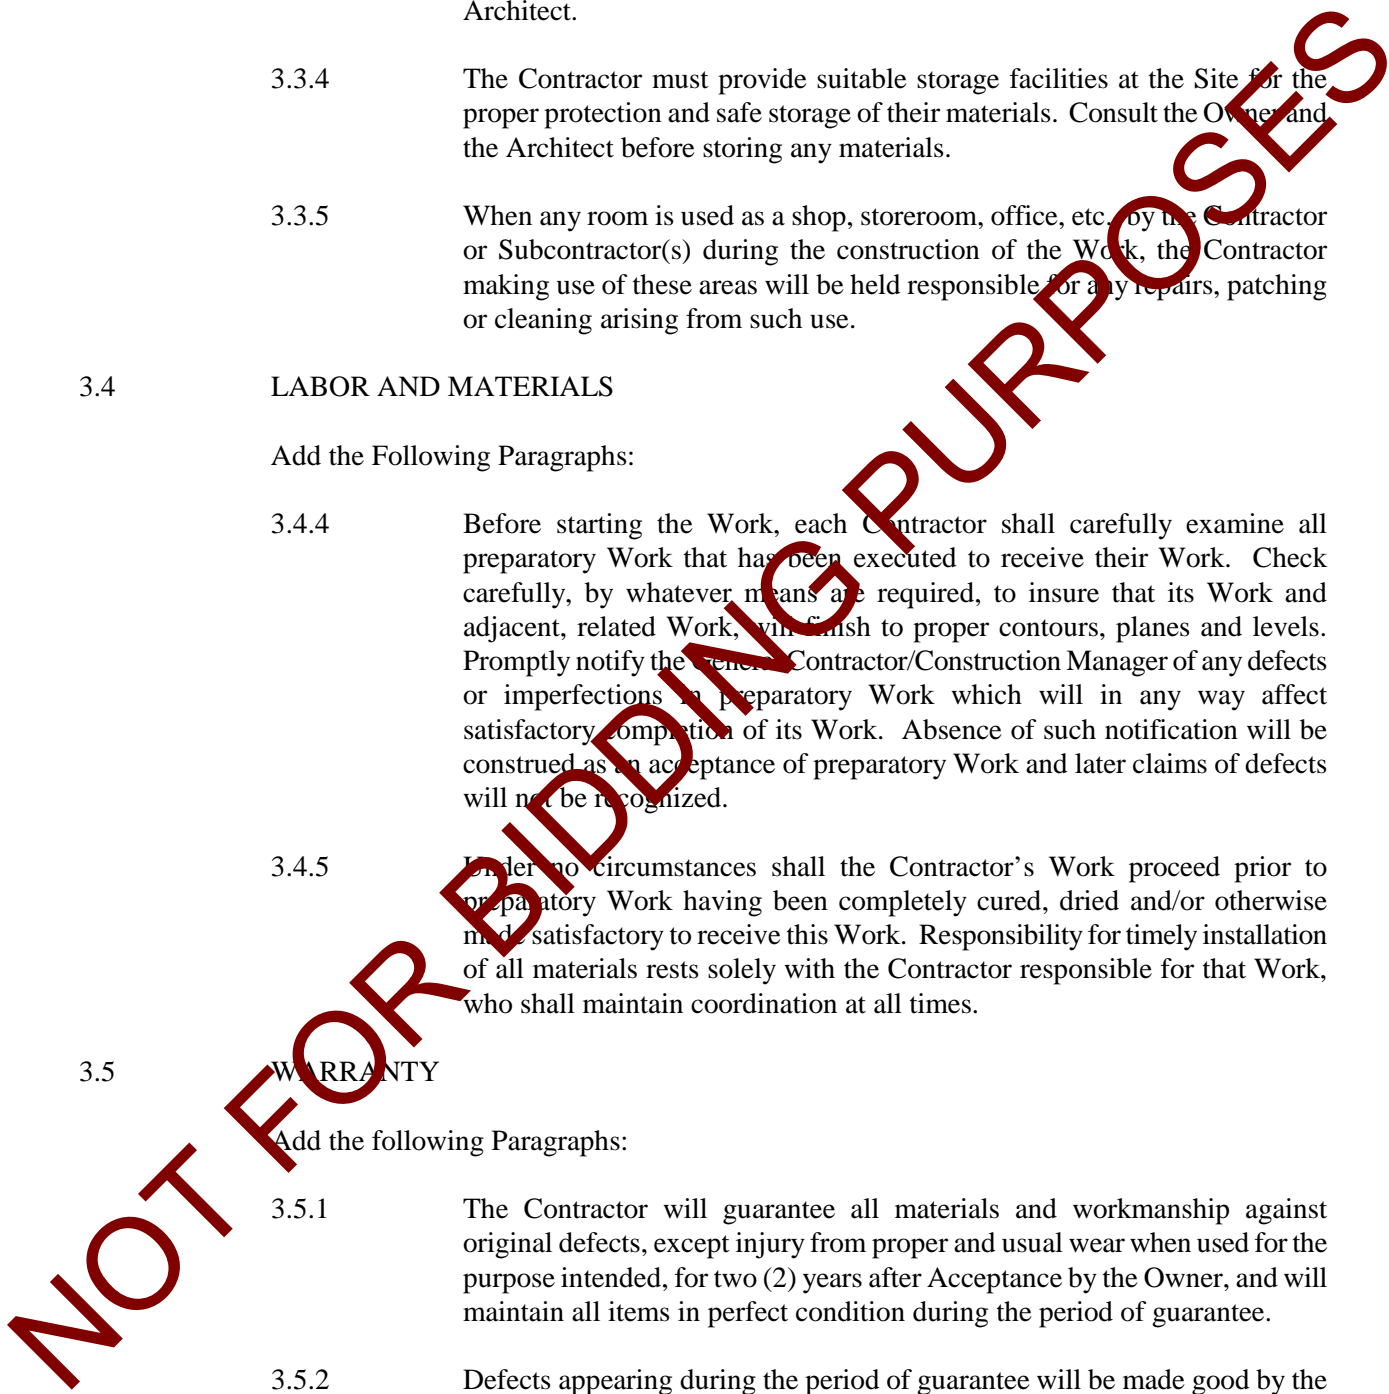 Architect.
3.3.4 The Contractor must provide suitable storage facilities at the Site for the
proper protection and safe storage of their materials. Consult the Owner and
the Architect before storing any materials.
3.3.5 When any room is used as a shop, storeroom, office, etc. by the Contractor
or Subcontractor(s) during the construction of the Work, the Contractor
making use of these areas will be held responsible for any repairs, patching
or cleaning arising from such use.
3.4 LABOR AND MATERIALS
Add the Following Paragraphs:
3.4.4 Before starting the Work, each Contractor shall carefully examine all
preparatory Work that has been executed to receive their Work. Check
carefully, by whatever means are required, to insure that its Work and
adjacent, related Work, will finish to proper contours, planes and levels.
Promptly notify the General Contractor/Construction Manager of any defects
or imperfections in preparatory Work which will in any way affect
satisfactory completion of its Work. Absence of such notification will be
construed as an acceptance of preparatory Work and later claims of defects
will not be recognized.
3.4.5 Under no circumstances shall the Contractor’s Work proceed prior to
preparatory Work having been completely cured, dried and/or otherwise
made satisfactory to receive this Work. Responsibility for timely installation
of all materials rests solely with the Contractor responsible for that Work,
who shall maintain coordination at all times.
3.5 WARRANTY
Add the following Paragraphs:
3.5.1 The Contractor will guarantee all materials and workmanship against
original defects, except injury from proper and usual wear when used for the
purpose intended, for two (2) years after Acceptance by the Owner, and will
maintain all items in perfect condition during the period of guarantee.
3.5.2 Defects appearing during the period of guarantee will be made good by the
NOT FOR BIDDING PURPOSES